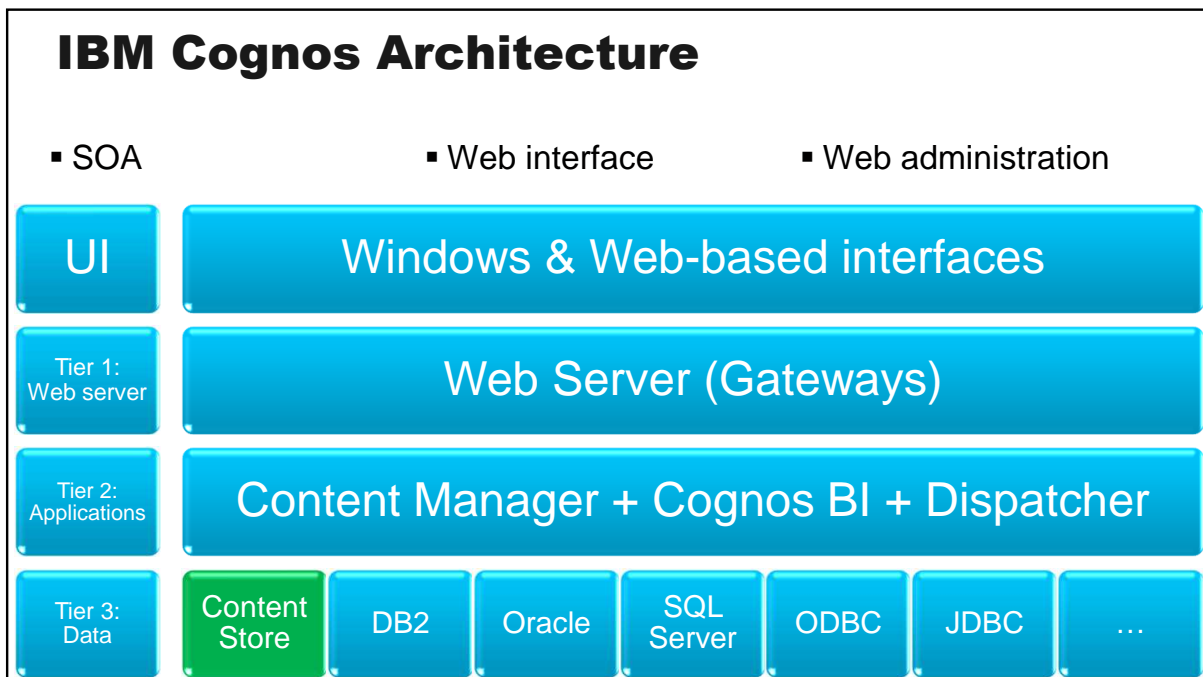 IBM Cognos Architecture
▪ SOA
▪ Web interface
▪ Web administration
UI
Windows & Web-based interfaces
Tier 1:
Web server
Web Server (Gateways)
Tier 2:
Applications
Content Manager + Cognos BI + Dispatcher
Tier 3:
Data
Content
Store
DB2
Oracle
SQL
Server
ODBC
JDBC
…